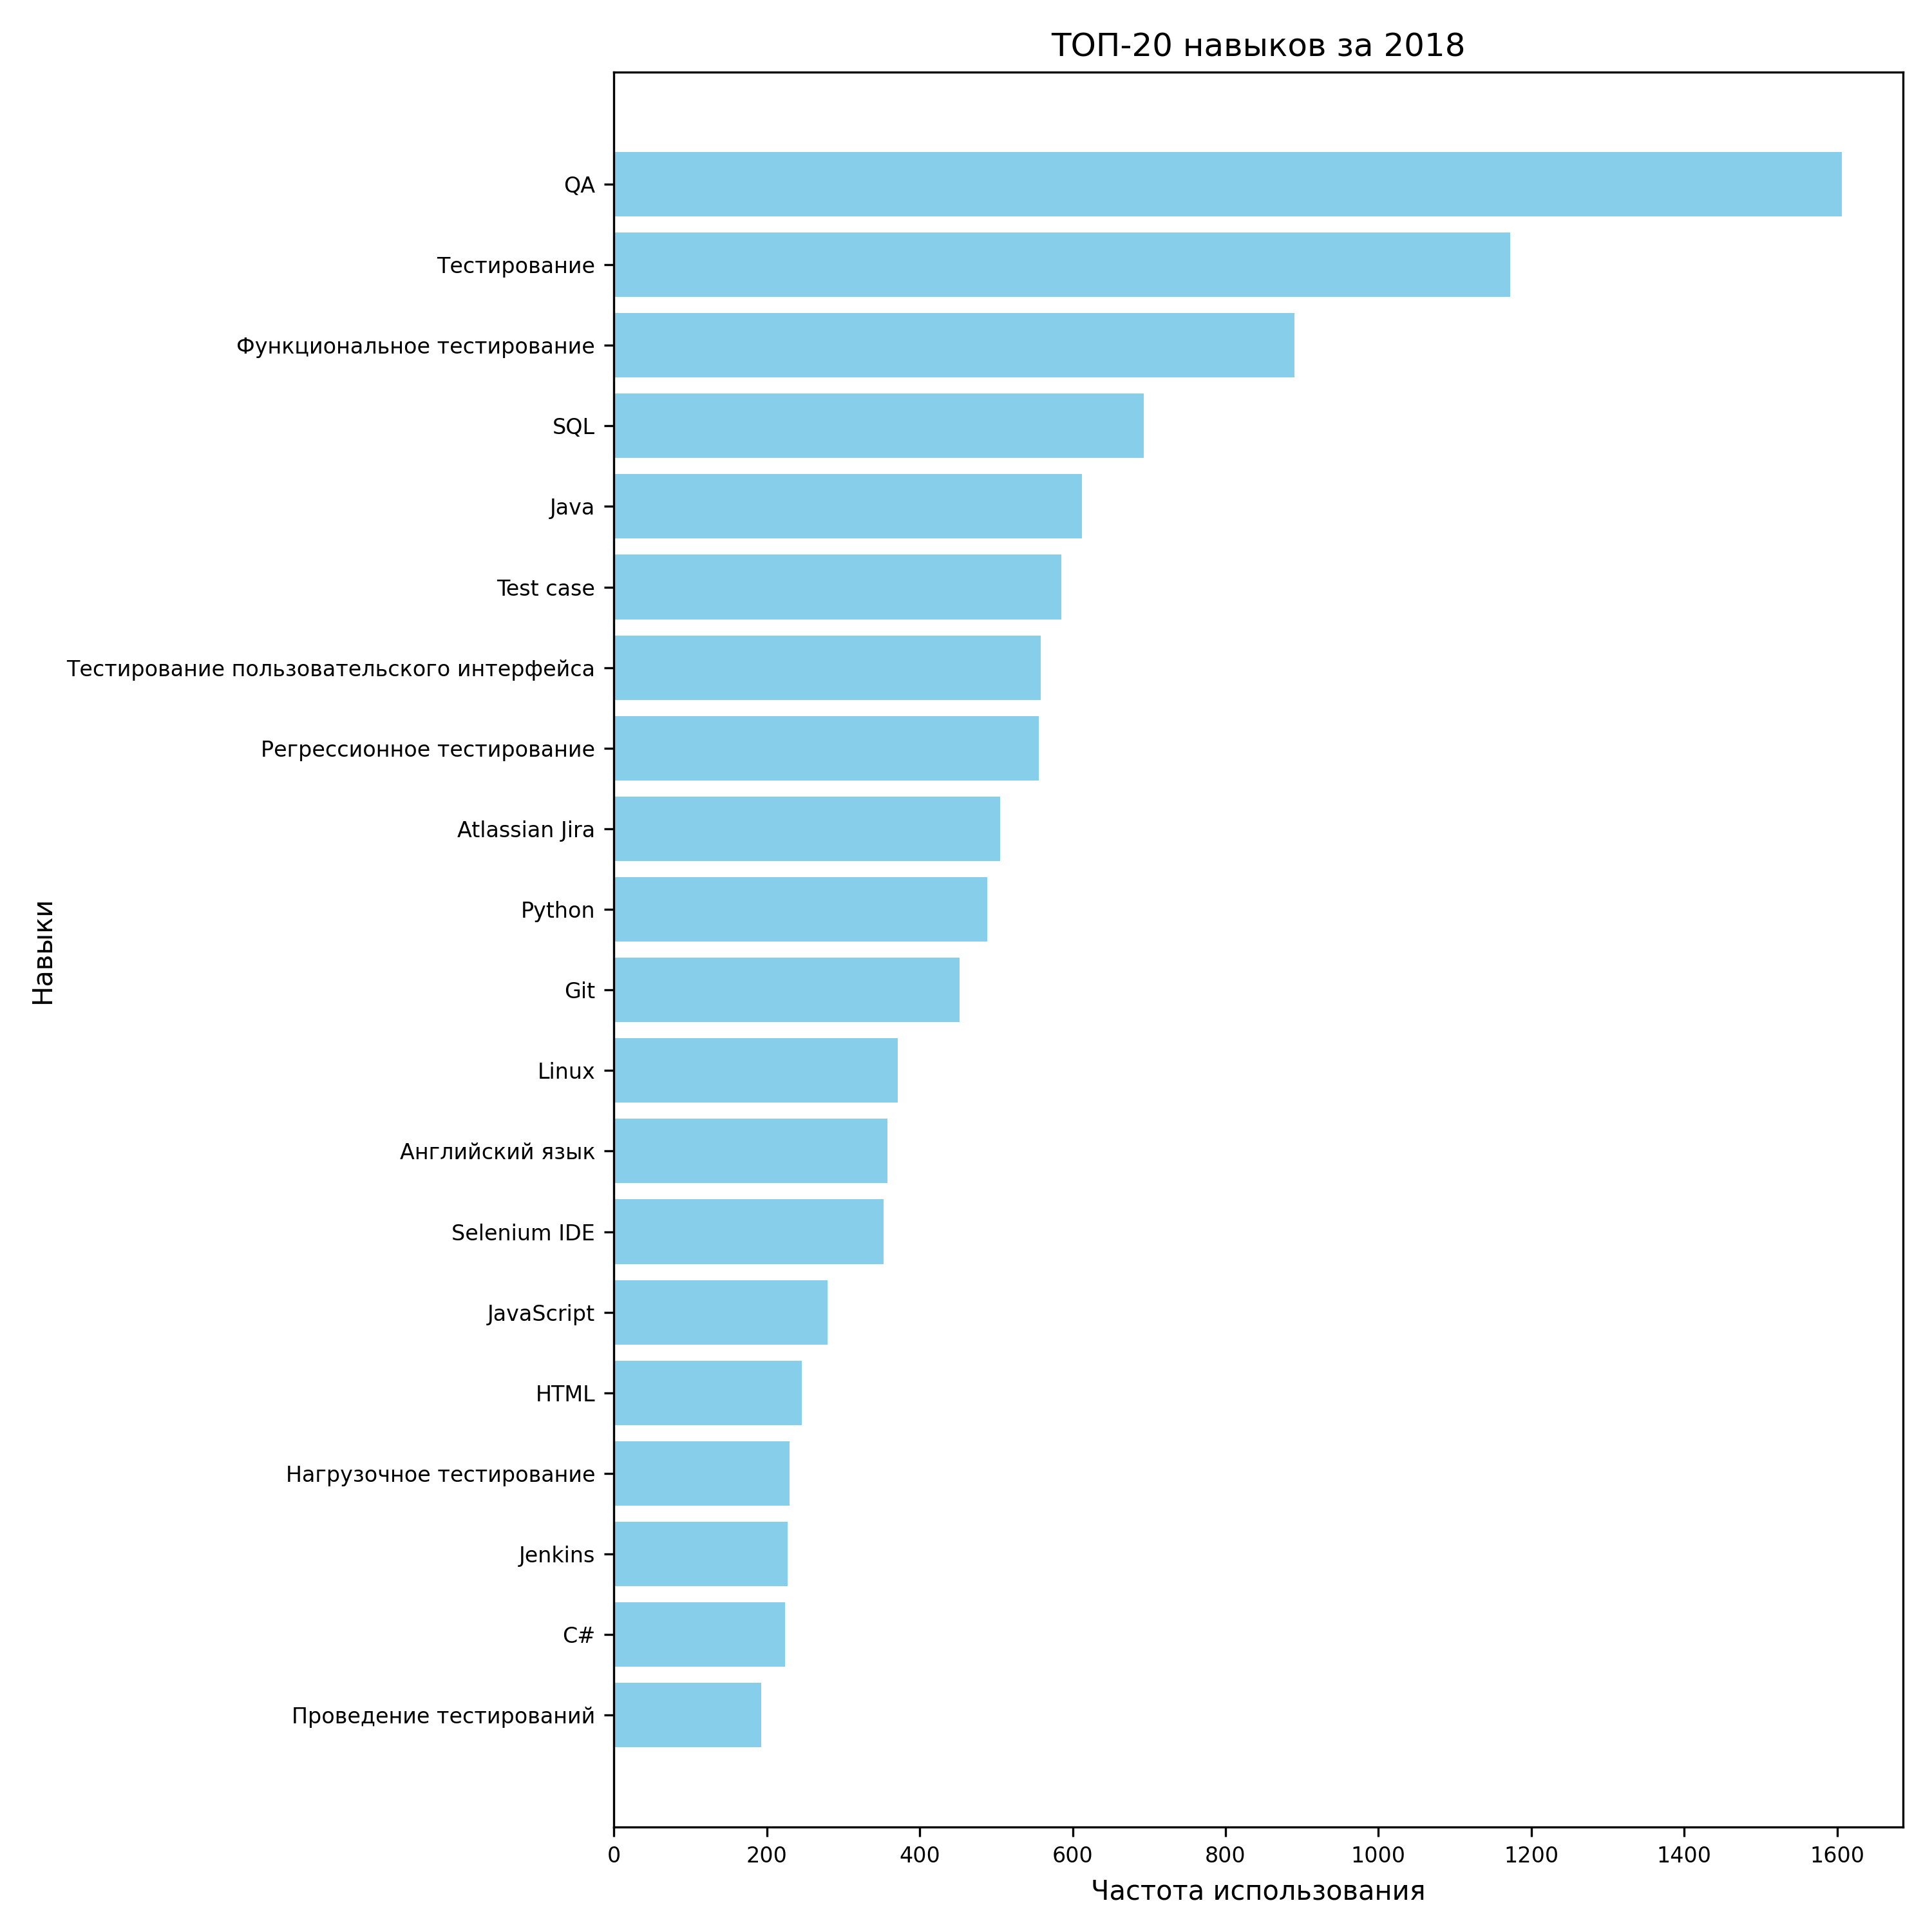 ТОП-20 навыков за 2018
QA
Тестирование
Функциональное тестирование
SQL
Java
Test case
Тестирование пользовательского интерфейса
Регрессионное тестирование
Atlassian Jira
Python
Git
Linux
Английский язык
Selenium IDE
JavaScript
HTML
Нагрузочное тестирование
Jenkins
C#
Проведение тестирований
Навыки
0 200 400 600 800 1000 1200 1400 1600
Частота использования